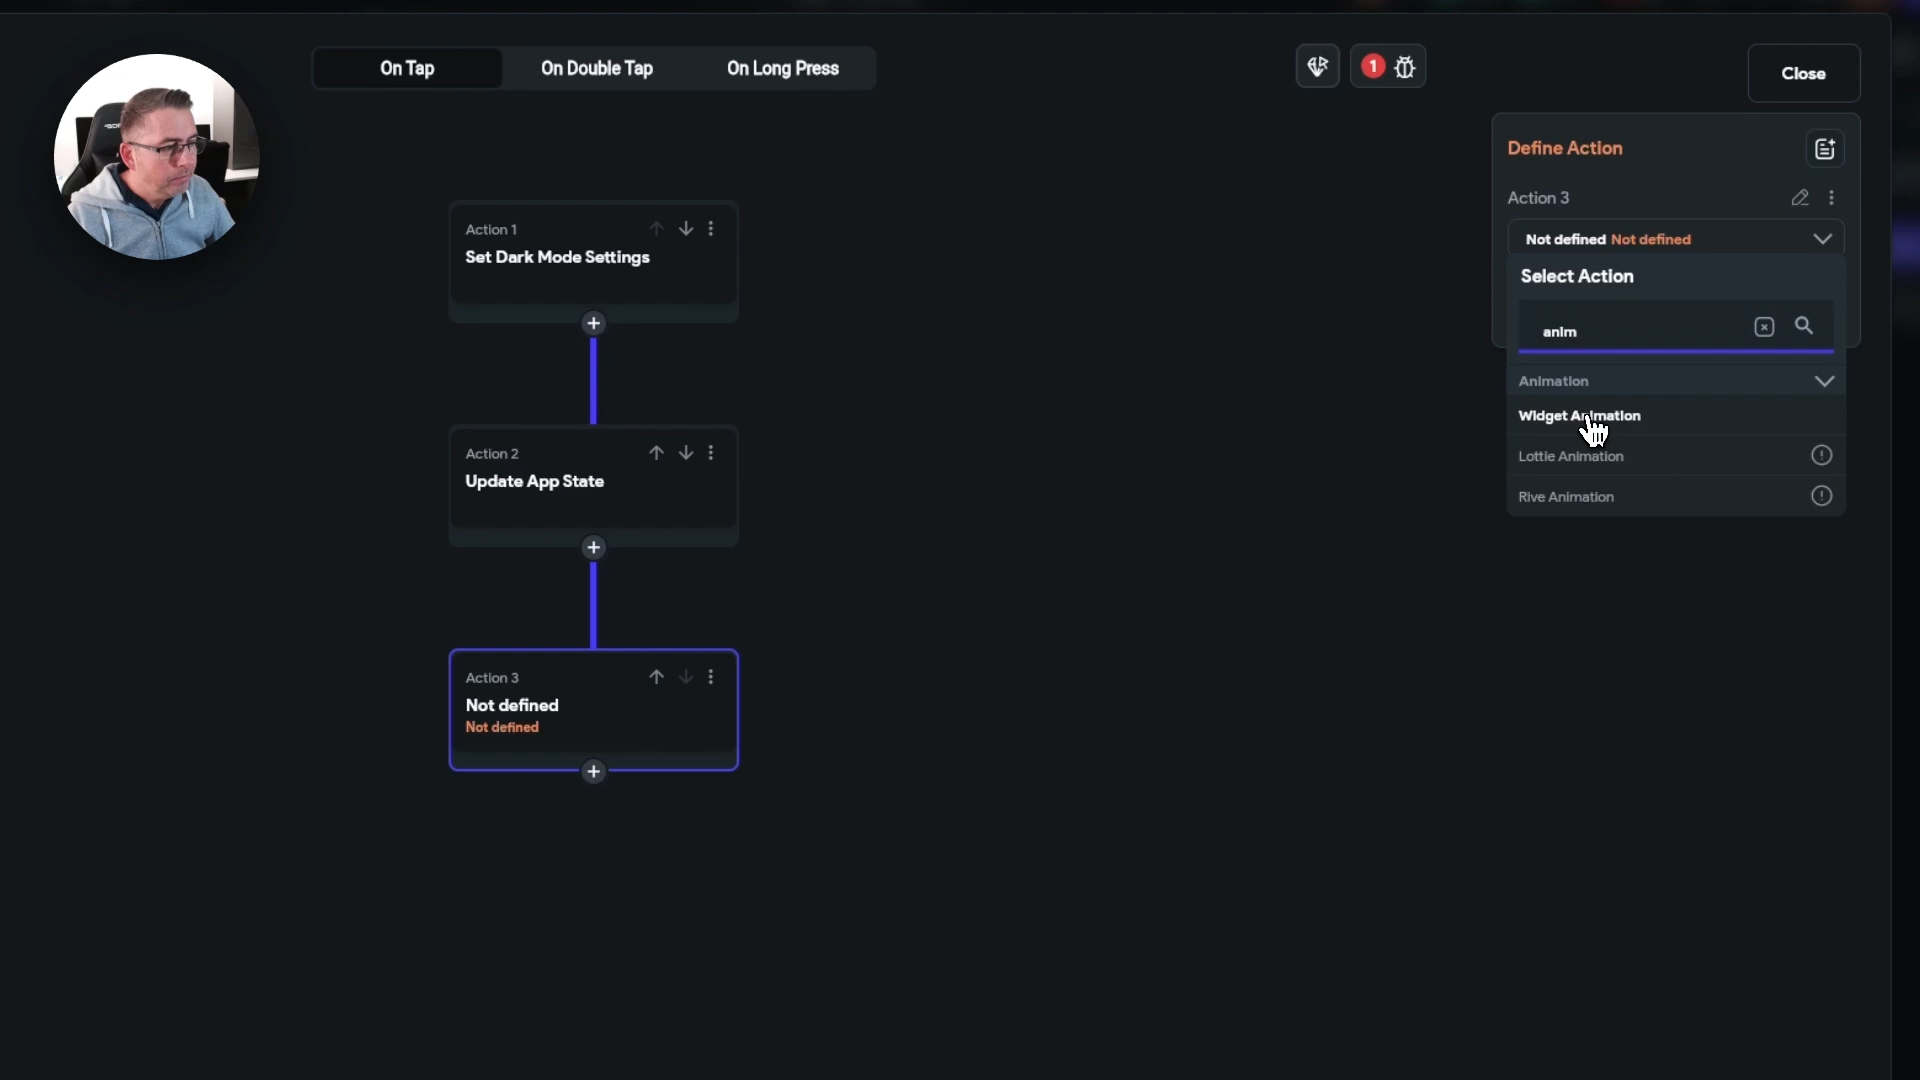 On Tap
On Double Tap
On Long Press
1
Close
Define Action
Action 3
Not defined Not defined
Select Action
anim
Animation
Widget Animation
Lottie Animation
Rive Animation
Action 1
Set Dark Mode Settings
Action 2
Update App State
Action 3
Not defined
Not defined